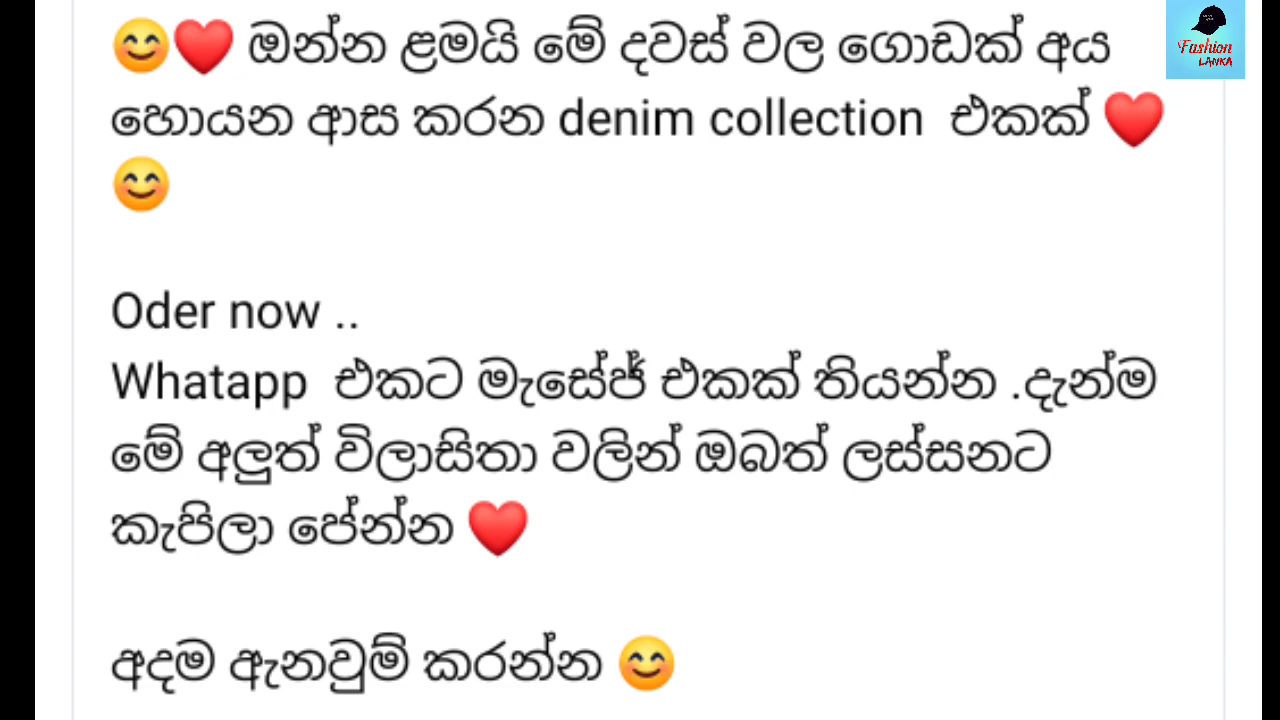 😊❤️ ඔන්න ළමයි මේ දවස් වල ගොඩක් අය
හොයන ආස කරන denim collection එකක් ❤️
😊
Oder now ..
Whatapp එකට මැසේජ් එකක් තියන්න .දැන්ම
මේ අලුත් විලාසිතා වලින් ඔබත් ලස්සනට
කැපිලා පේන්න ❤️
අදම ඇනවුම් කරන්න 😊
Fashion
LANKA